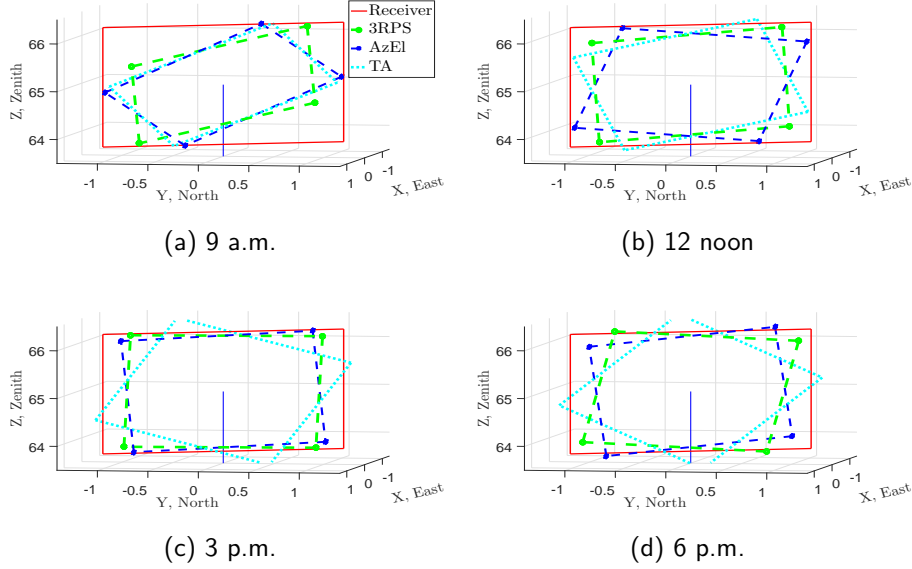 Receiver
3RPS
AzEl
TA
66
65
64
Z, Zenith
-1
-0.5
0
0.5
1
1
0
-1
Y, North
X, East
(a) 9 a.m.
66
65
64
Z, Zenith
-1
-0.5
0
0.5
1
1
0
-1
Y, North
X, East
(b) 12 noon
66
65
64
Z, Zenith
-1
-0.5
0
0.5
1
1
0
-1
Y, North
X, East
(c) 3 p.m.
66
65
64
Z, Zenith
-1
-0.5
0
0.5
1
1
0
-1
Y, North
X, East
(d) 6 p.m.